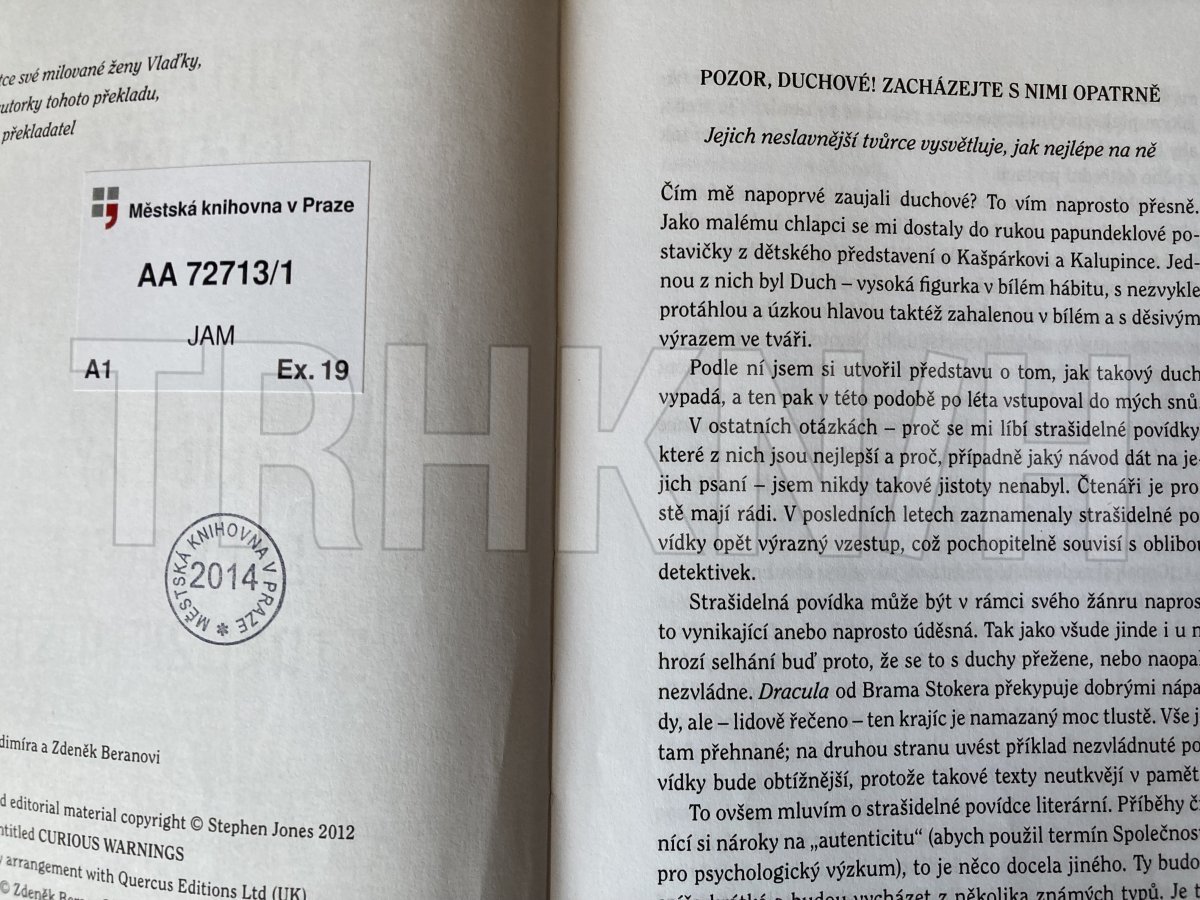 tce své milované ženy Vlaďky,
utorky tohoto překladu,
překladatel
Městská knihovna v Praze
AA 72713/1
JAM
A1 Ex. 19
MĚSTSKÁ KNIHOVNA V PRAZE
2014
dimíra a Zdeněk Beranovi
d editorial material copyright © Stephen Jones 2012
ntitled CURIOUS WARNINGS
y arrangement with Quercus Editions Ltd (UK)
© Zdeněk
POZOR, DUCHOVÉ! ZACHÁZEJTE S NIMI OPATRNĚ
Jejich neslavnější tvůrce vysvětluje, jak nejlépe na ně
Čím mě napoprvé zaujali duchové? To vím naprosto přesně.
Jako malému chlapci se mi dostaly do rukou papundeklové po-
stavičky z dětského představení o Kašpárkovi a Kalupince. Jed-
nou z nich byl Duch – vysoká figurka v bílém hábitu, s nezvykle
protáhlou a úzkou hlavou taktéž zahalenou v bílém a s děsivým
výrazem ve tváři.
Podle ní jsem si utvořil představu o tom, jak takový duch
vypadá, a ten pak v této podobě po léta vstupoval do mých snů
V ostatních otázkách – proč se mi líbí strašidelné povídky
které z nich jsou nejlepší a proč, případně jaký návod dát na je-
jich psaní – jsem nikdy takové jistoty nenabyl. Čtenáři je pro
stě mají rádi. V posledních letech zaznamenaly strašidelné po
vídky opět výrazný vzestup, což pochopitelně souvisí s oblibou
detektivek.
Strašidelná povídka může být v rámci svého žánru napros
to vynikající anebo naprosto úděsná. Tak jako všude jinde i u n
hrozí selhání buď proto, že se to s duchy přežene, nebo naopak
nezvládne. Dracula od Brama Stokera překypuje dobrými nápa
dy, ale – lidově řečeno – ten krajíc je namazaný moc tlustě. Vše j
tam přehnané; na druhou stranu uvést příklad nezvládnuté po
vídky bude obtížnější, protože takové texty neutkvějí v pamět
To ovšem mluvím o strašidelné povídce literární. Příběhy či
nící si nároky na „autenticitu“ (abych použil termín Společnost
pro psychologický výzkum), to je něco docela jiného. Ty budo
a budou vycházet z několika známých typů. Je t
TRHKNIH